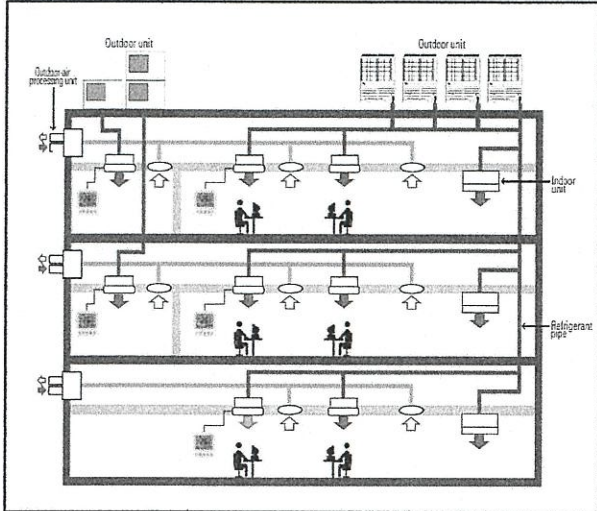 Outdoor unit
Outdoor unit
Outdoor-air
processing unit
Indoor
unit
Refrigerant
pipe